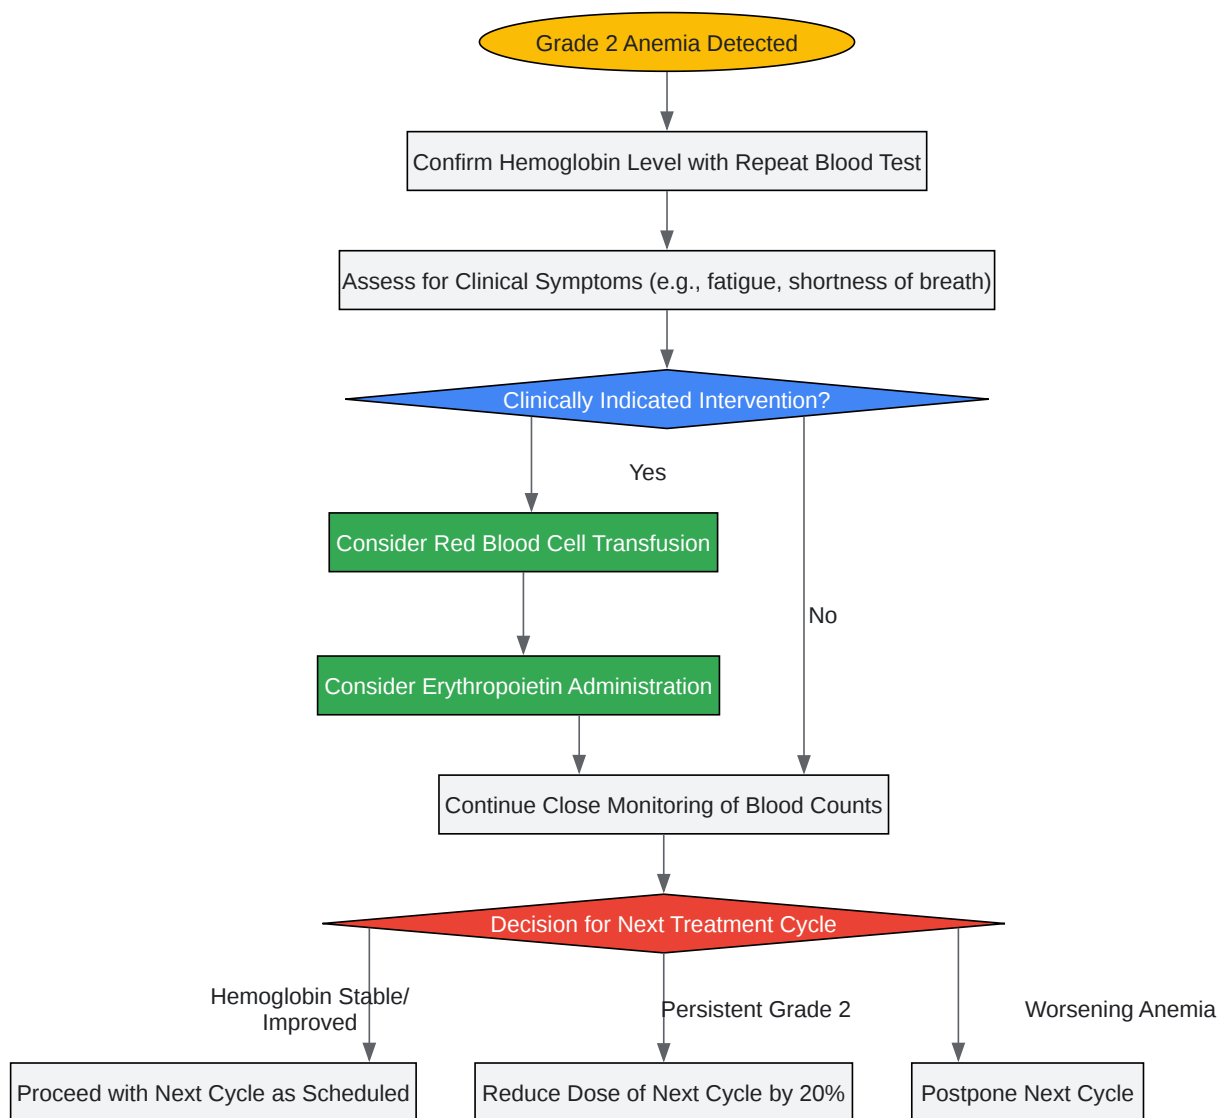 Grade 2 Anemia Detected
Confirm Hemoglobin Level with Repeat Blood Test
Assess for Clinical Symptoms (e.g., fatigue, shortness of breath)
Clinically Indicated Intervention?
Yes
Consider Red Blood Cell Transfusion
No
Consider Erythropoietin Administration
Continue Close Monitoring of Blood Counts
Decision for Next Treatment Cycle
Hemoglobin Stable/
Improved
Persistent Grade 2
Worsening Anemia
Proceed with Next Cycle as Scheduled
Reduce Dose of Next Cycle by 20%
Postpone Next Cycle